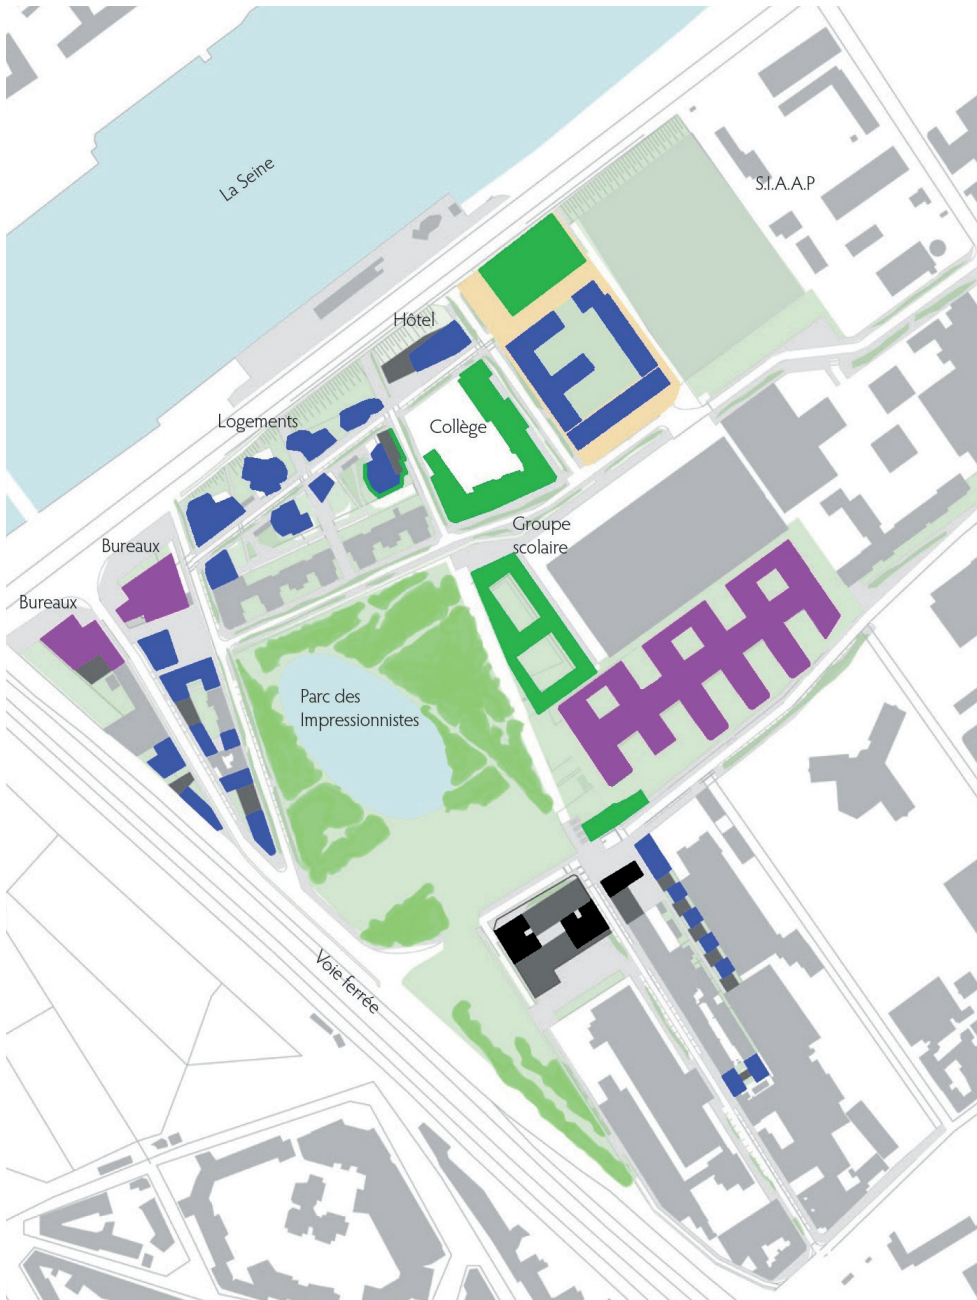 La Seine
S.I.A.A.P
Hôtel
Logements
Collège
Groupe
scolaire
Bureaux
Bureaux
Parc des
Impressionnistes
Voie ferrée